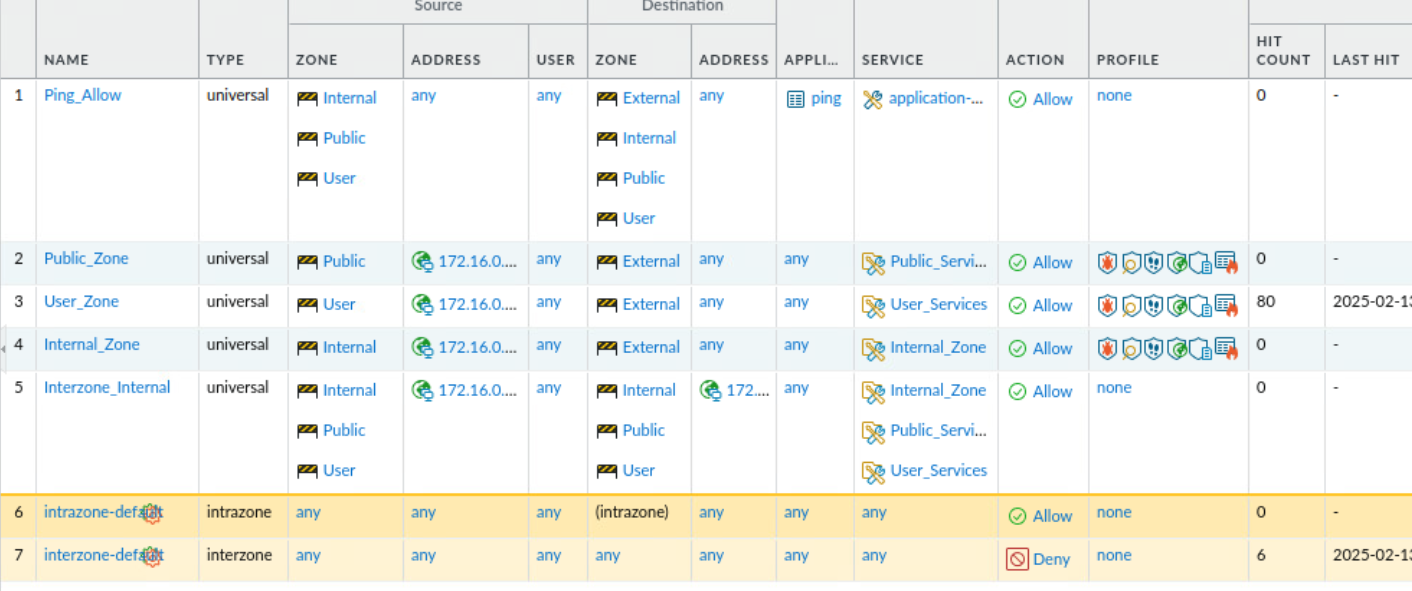 Source Destination
NAME TYPE ZONE ADDRESS USER ZONE ADDRESS APPLI... SERVICE ACTION PROFILE HIT COUNT LAST HIT
1 Ping_Allow universal Internal any any External any ping application-... Allow none 0 -
Public Internal
User Public
User
2 Public_Zone universal Public 172.16.0.... any External any any Public_Servi... Allow 0 -
3 User_Zone universal User 172.16.0.... any External any any User_Services Allow 80 2025-02-13
4 Internal_Zone universal Internal 172.16.0.... any External any any Internal_Zone Allow 0 -
5 Interzone_Internal universal Internal 172.16.0.... any Internal 172.... any Internal_Zone Allow none 0 -
Public Public Public_Servi...
User User User_Services
6 intrazone-default intrazone any any any (intrazone) any any any Allow none 0 -
7 interzone-default interzone any any any any any any any Deny none 6 2025-02-13